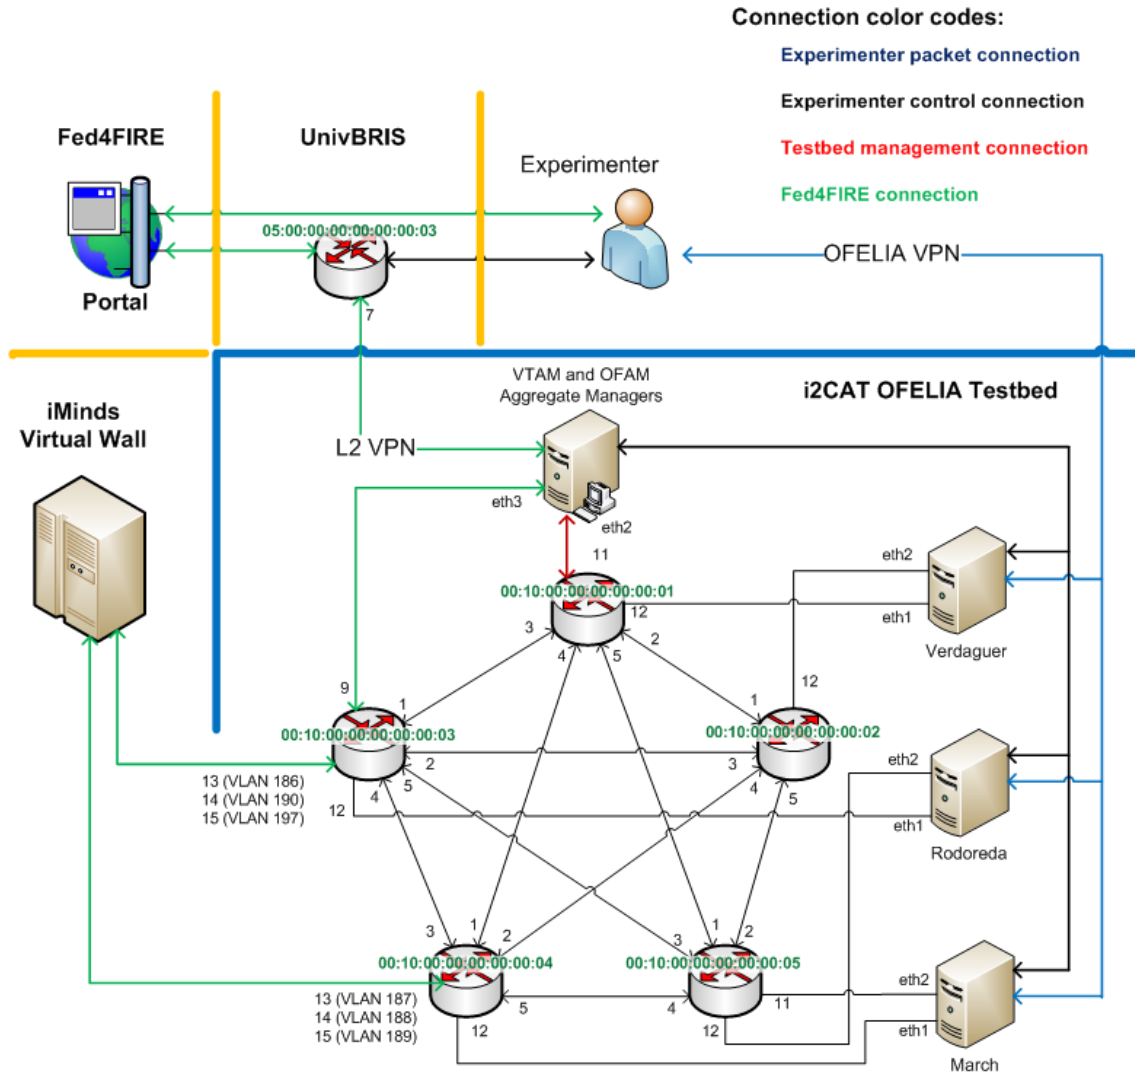 Connection color codes:
Experimenter packet connection
Experimenter control connection
Testbed management connection
Fed4FIRE connection
Fed4FIRE
UnivBRIS
Experimenter
05:00:00:00:00:00:00:03
OFELIA VPN
Portal
7
iMinds
Virtual Wall
VTAM and OFAM
Aggregate Managers
i2CAT OFELIA Testbed
L2 VPN
eth3
eth2
11
00:10:00:00:00:00:00:01
12
3
4
5
2
eth2
eth1
Verdaguer
9
1
00:10:00:00:00:00:00:03
2
5
4
12
13 (VLAN 186)
14 (VLAN 190)
15 (VLAN 197)
1
12
00:10:00:00:00:00:00:02
3
4
5
eth2
eth1
Rodoreda
3
1
2
00:10:00:00:00:00:00:04
5
12
13 (VLAN 187)
14 (VLAN 188)
15 (VLAN 189)
1
2
3
00:10:00:00:00:00:00:05
4
11
12
eth2
eth1
March